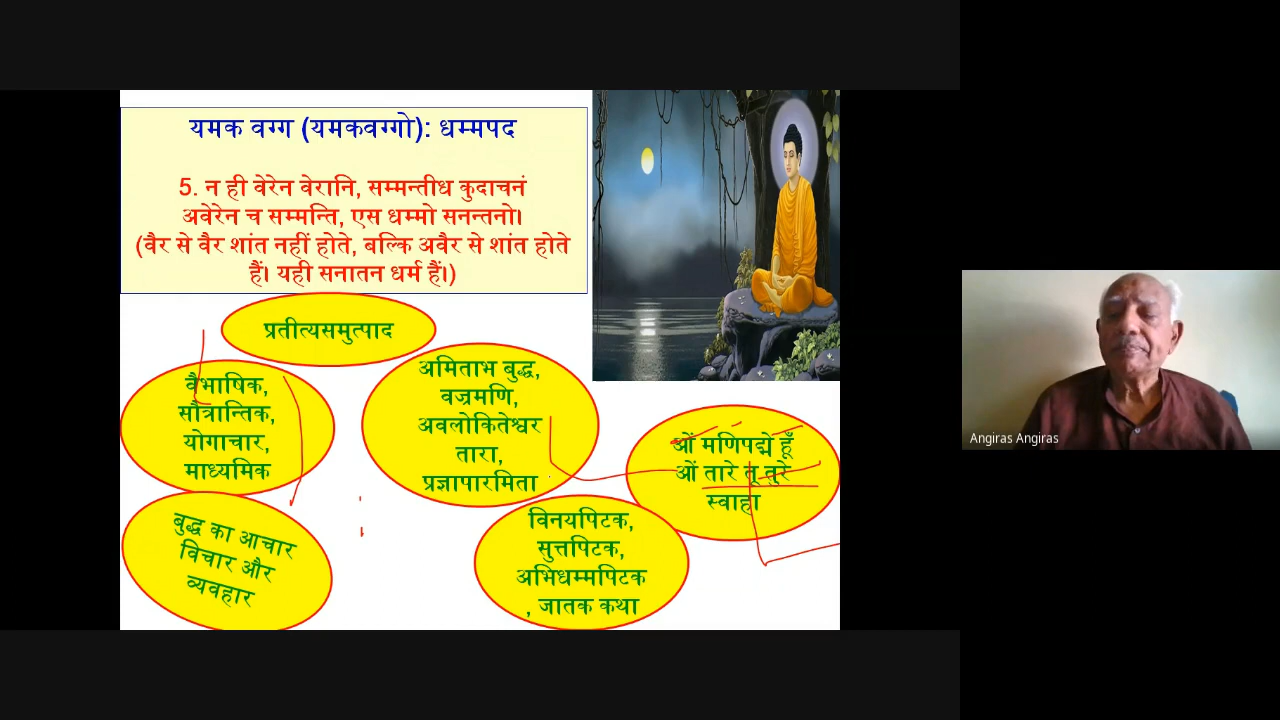 यमक वग्ग (यमकवग्गो): धम्मपद
5. न ही वेरेन वेरानि, सम्मन्तीध कुदाचनं
अवेरेन च सम्मन्ति, एस धम्मो सनन्तनो।
(वैर से वैर शांत नहीं होते, बल्कि अवैर से शांत होते
हैं। यही सनातन धर्म हैं।)
प्रतीत्यसमुत्पाद
वैभाषिक,
सौत्रान्तिक,
योगाचार,
माध्यमिक
अमिताभ बुद्ध,
वज्रमणि,
अवलोकितेश्वर
तारा,
प्रज्ञापारमिता
ओं मणिपद्मे हूँ
ओं तारे तू तुरे
स्वाहा
बुद्ध का आचार
विचार और
व्यवहार
विनयपिटक,
सुत्तपिटक,
अभिधम्मपिटक
, जातक कथा
Angiras Angiras